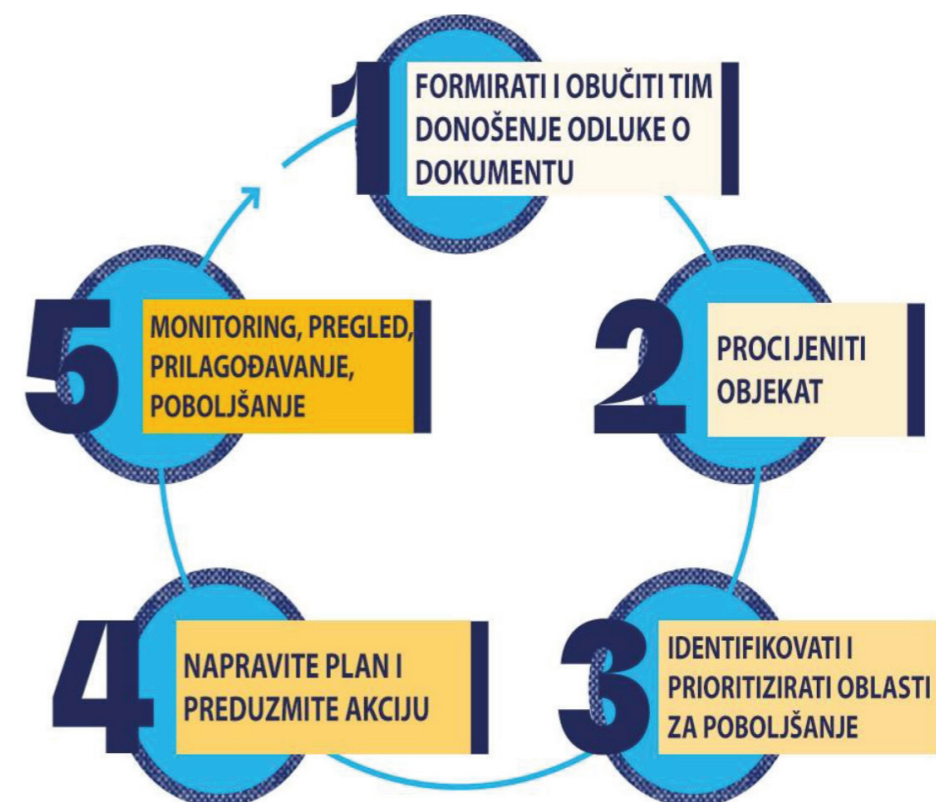 1
FORMIRATI I OBUČITI TIM
DONOŠENJE ODLUKE O
DOKUMENTU
2
PROCIJENITI
OBJEKAT
3
IDENTIFIKOVATI I
PRIORITIZIRATI OBLASTI
ZA POBOLJŠANJE
4
NAPRAVITE PLAN I
PREDUZMITE AKCIJU
5
MONITORING, PREGLED,
PRILAGOĐAVANJE,
POBOLJŠANJE